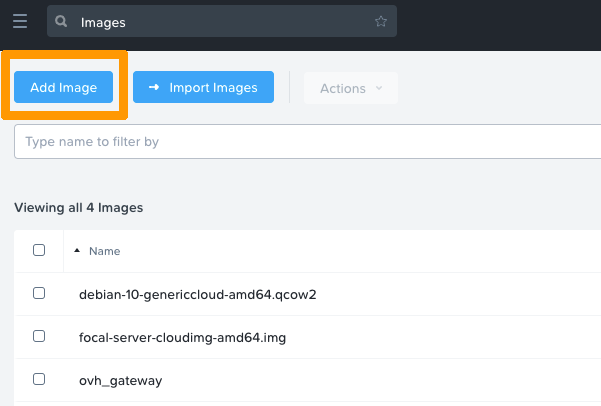 Images
Add Image
Import Images
Actions
Type name to filter by
Viewing all 4 Images
Name
debian-10-genericcloud-amd64.qcow2
focal-server-cloudimg-amd64.img
ovh_gateway